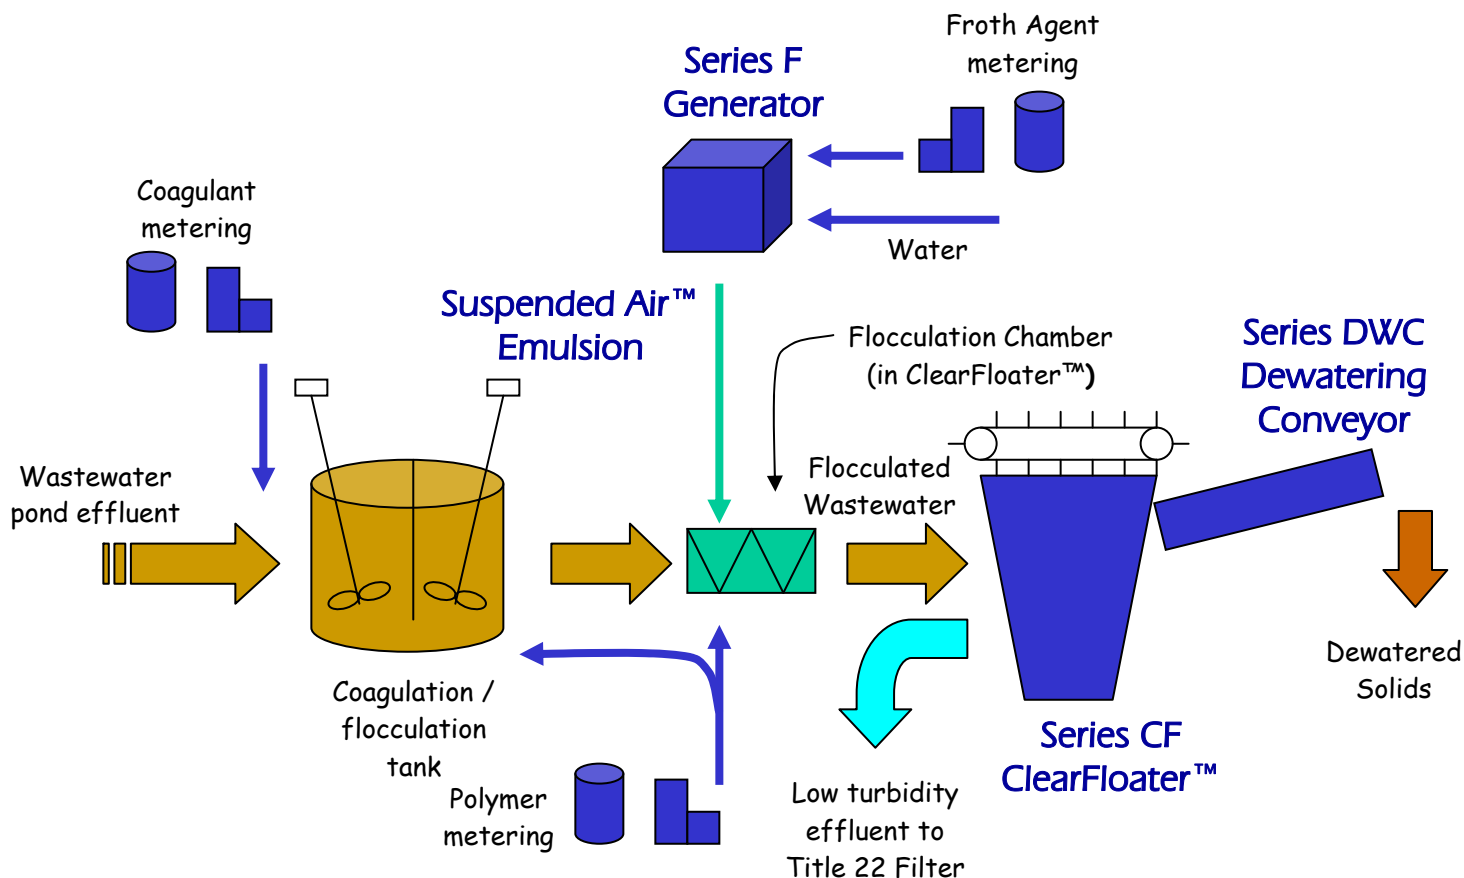 Froth Agent
metering
Series F
Generator
Coagulant
metering
Water
Suspended Air™
Emulsion
Flocculation Chamber
(in ClearFloater™)
Series DWC
Dewatering
Conveyor
Wastewater
pond effluent
Flocculated
Wastewater
Coagulation /
flocculation
tank
Dewatered
Solids
Series CF
ClearFloater™
Polymer
metering
Low turbidity
effluent to
Title 22 Filter